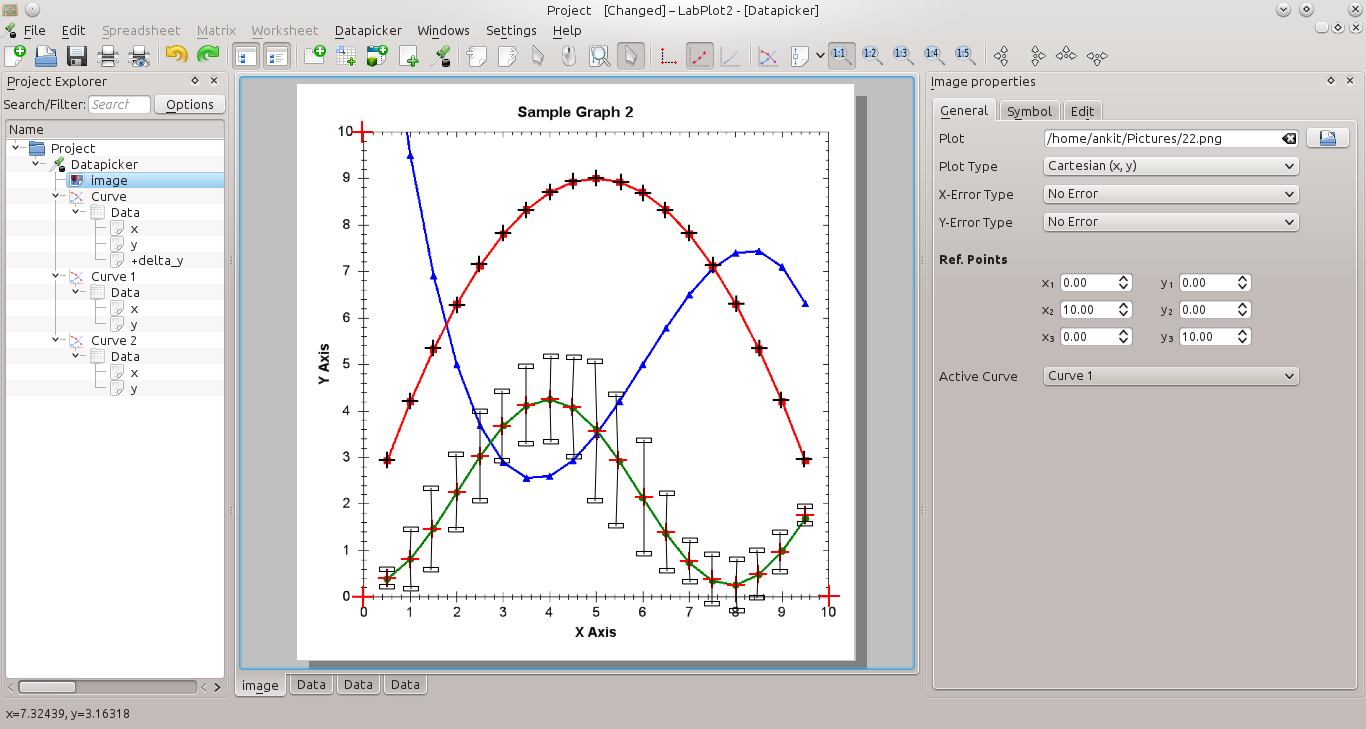 Project [Changed] – LabPlot2 - [Datapicker]
File Edit Spreadsheet Matrix Worksheet Datapicker Windows Settings Help
1:1 1:2 1:3 1:4 1:5
Project Explorer
Search/Filter: Search Options
Name
Project
Datapicker
image
Curve
Data
x
y
+delta_y
Curve 1
Data
x
y
Curve 2
Data
x
y
Sample Graph 2
Y Axis
10
9
8
7
6
5
4
3
2
1
0
0 1 2 3 4 5 6 7 8 9 10
X Axis
image Data Data Data
Image properties
General Symbol Edit
Plot /home/ankit/Pictures/22.png
Plot Type Cartesian (x, y)
X-Error Type No Error
Y-Error Type No Error
Ref. Points
x₁ 0.00 y₁ 0.00
x₂ 10.00 y₂ 0.00
x₃ 0.00 y₃ 10.00
Active Curve Curve 1
x=7.32439, y=3.16318